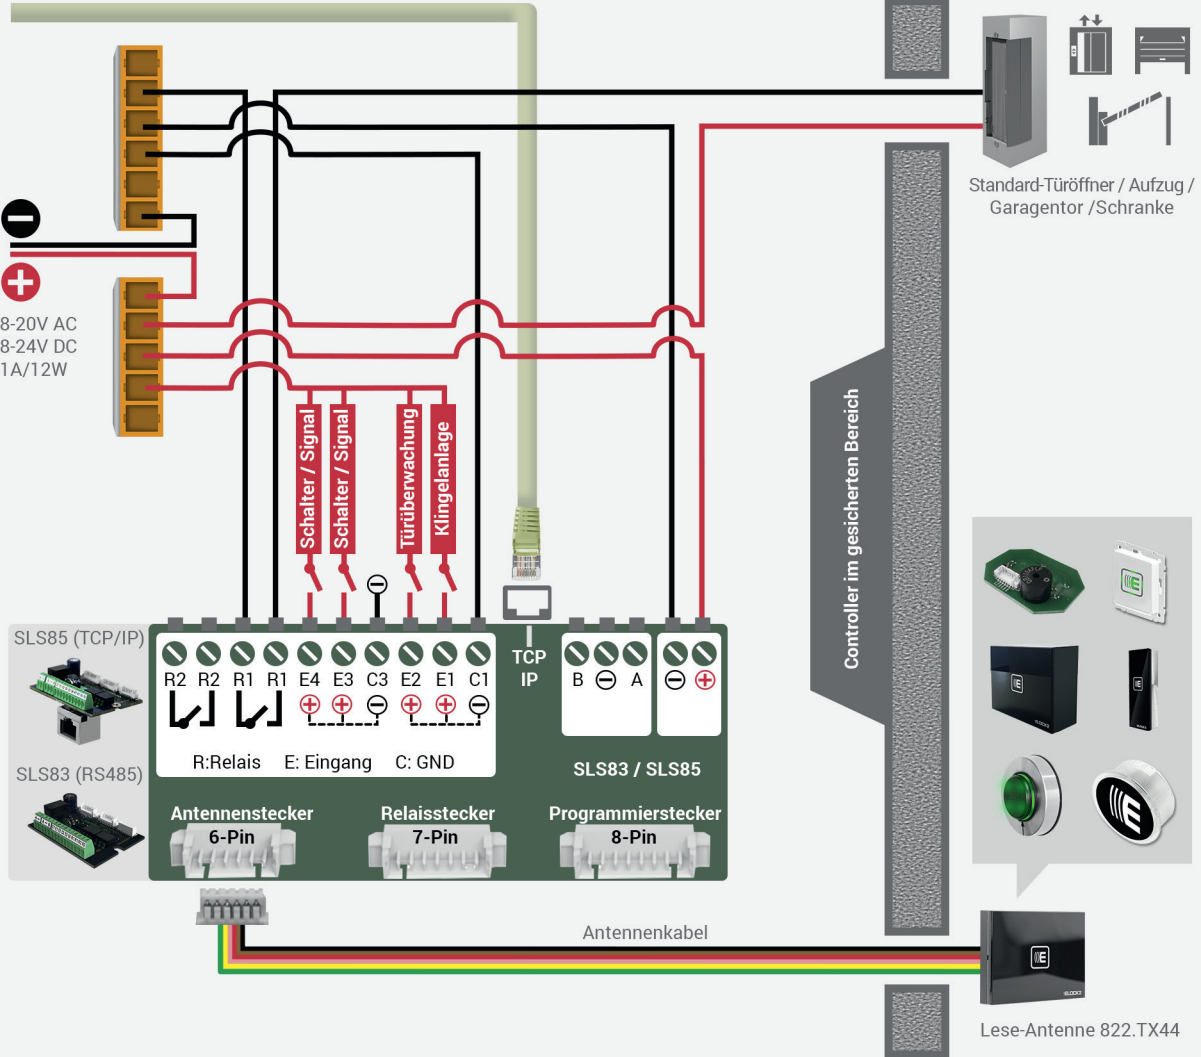 Standard-Türöffner / Aufzug /
Garagentor /Schranke
8-20V AC
8-24V DC
1A/12W
Schalter / Signal
Schalter / Signal
Türüberwachung
Klingelanlage
Controller im gesicherten Bereich
SLS85 (TCP/IP)
SLS83 (RS485)
R2 R2 R1 R1 E4 E3 C3 E2 E1 C1
TCP
IP
B A
R:Relais E: Eingang C: GND
SLS83 / SLS85
Antennenstecker
6-Pin
Relaisstecker
7-Pin
Programmierstecker
8-Pin
Antennenkabel
Lese-Antenne 822.TX44